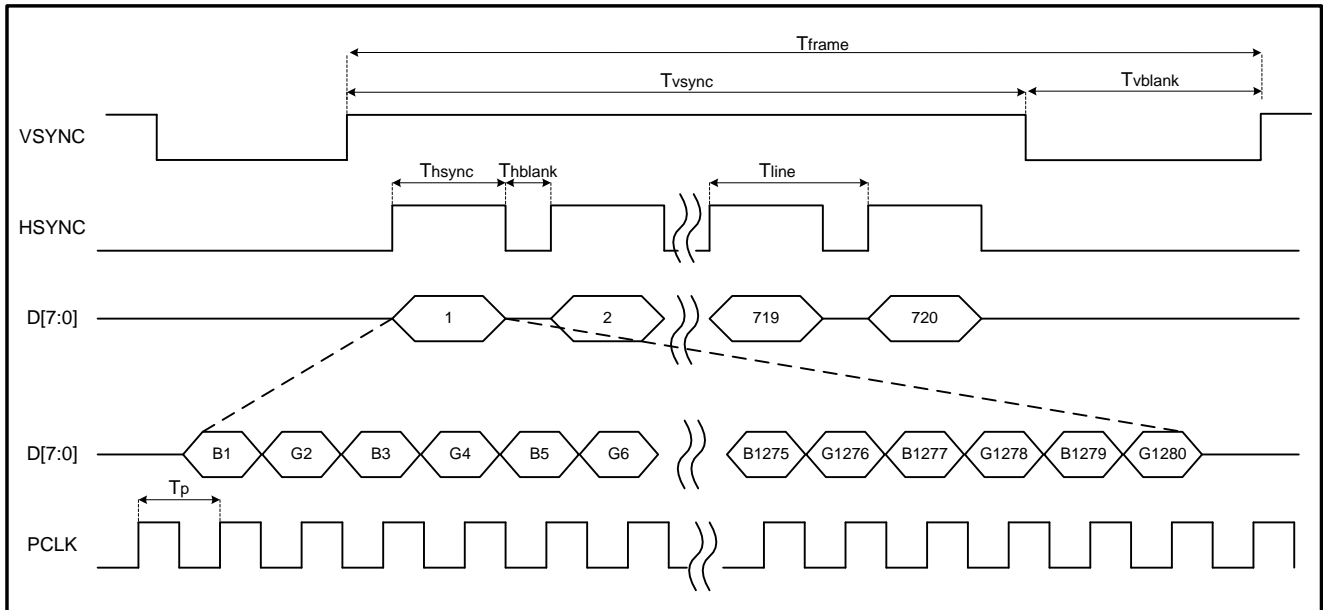 Tframe
Tvsync
Tvblank
VSYNC
Thsync
Thblank
Tline
HSYNC
D[7:0]
1
2
719
720
D[7:0]
B1
G2
B3
G4
B5
G6
B1275
G1276
B1277
G1278
B1279
G1280
Tp
PCLK